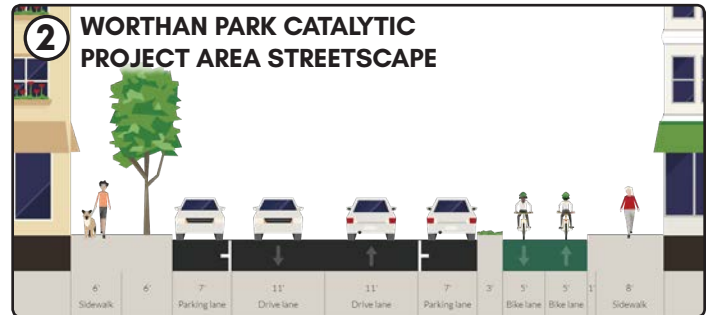 2 WORTHAN PARK CATALYTIC
PROJECT AREA STREETSCAPE
6' 6' 7' 11' 11' 7' 3' 5' 5' 1' 8'
Sidewalk Parking lane Drive lane Drive lane Parking lane Bike lane Bike lane Sidewalk